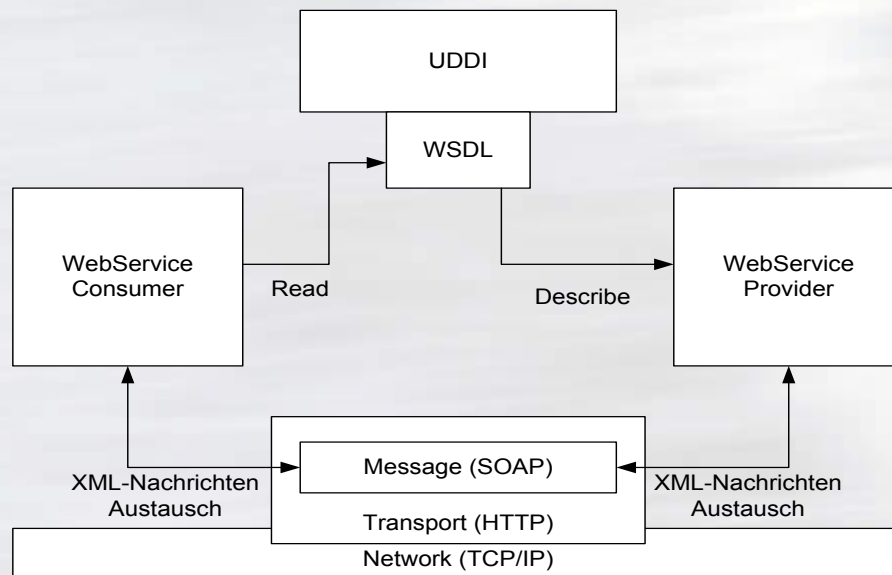 UDDI
WSDL
WebService
Consumer
Read
Describe
WebService
Provider
Message (SOAP)
XML-Nachrichten
Austausch
XML-Nachrichten
Austausch
Transport (HTTP)
Network (TCP/IP)